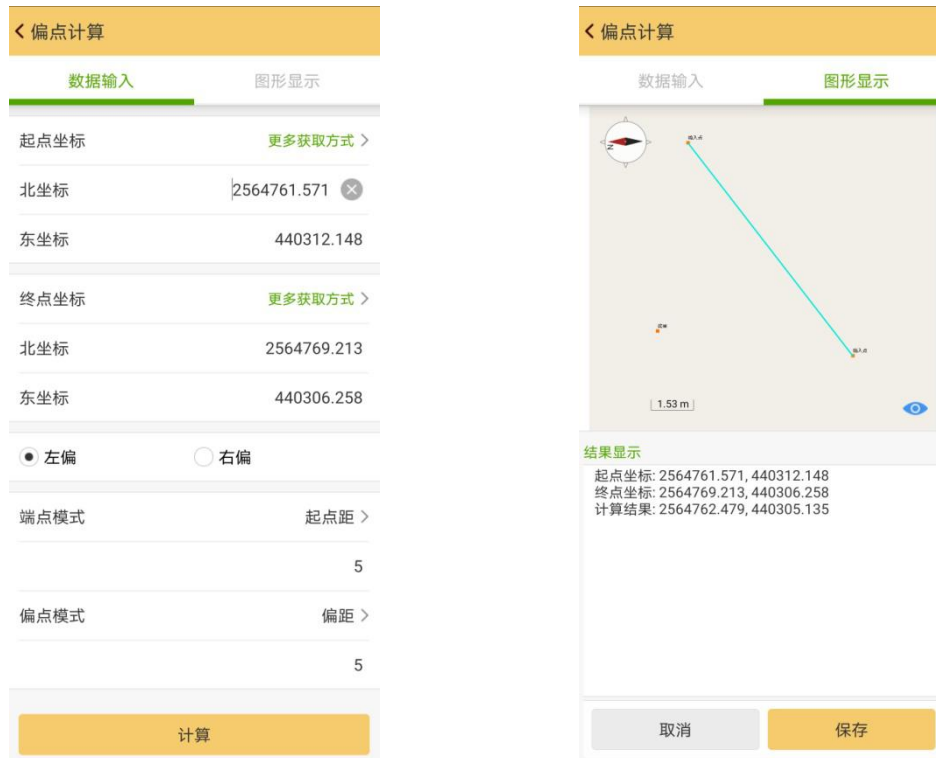 偏点计算
数据输入 图形显示
起点坐标 更多获取方式
北坐标 2564761.571
东坐标 440312.148
终点坐标 更多获取方式
北坐标 2564769.213
东坐标 440306.258
左偏 右偏
端点模式 起点距
5
偏点模式 偏距
5
计算
偏点计算
数据输入 图形显示
N
输入点
输入点
1.53 m
结果显示
起点坐标: 2564761.571, 440312.148
终点坐标: 2564769.213, 440306.258
计算结果: 2564762.479, 440305.135
取消 保存